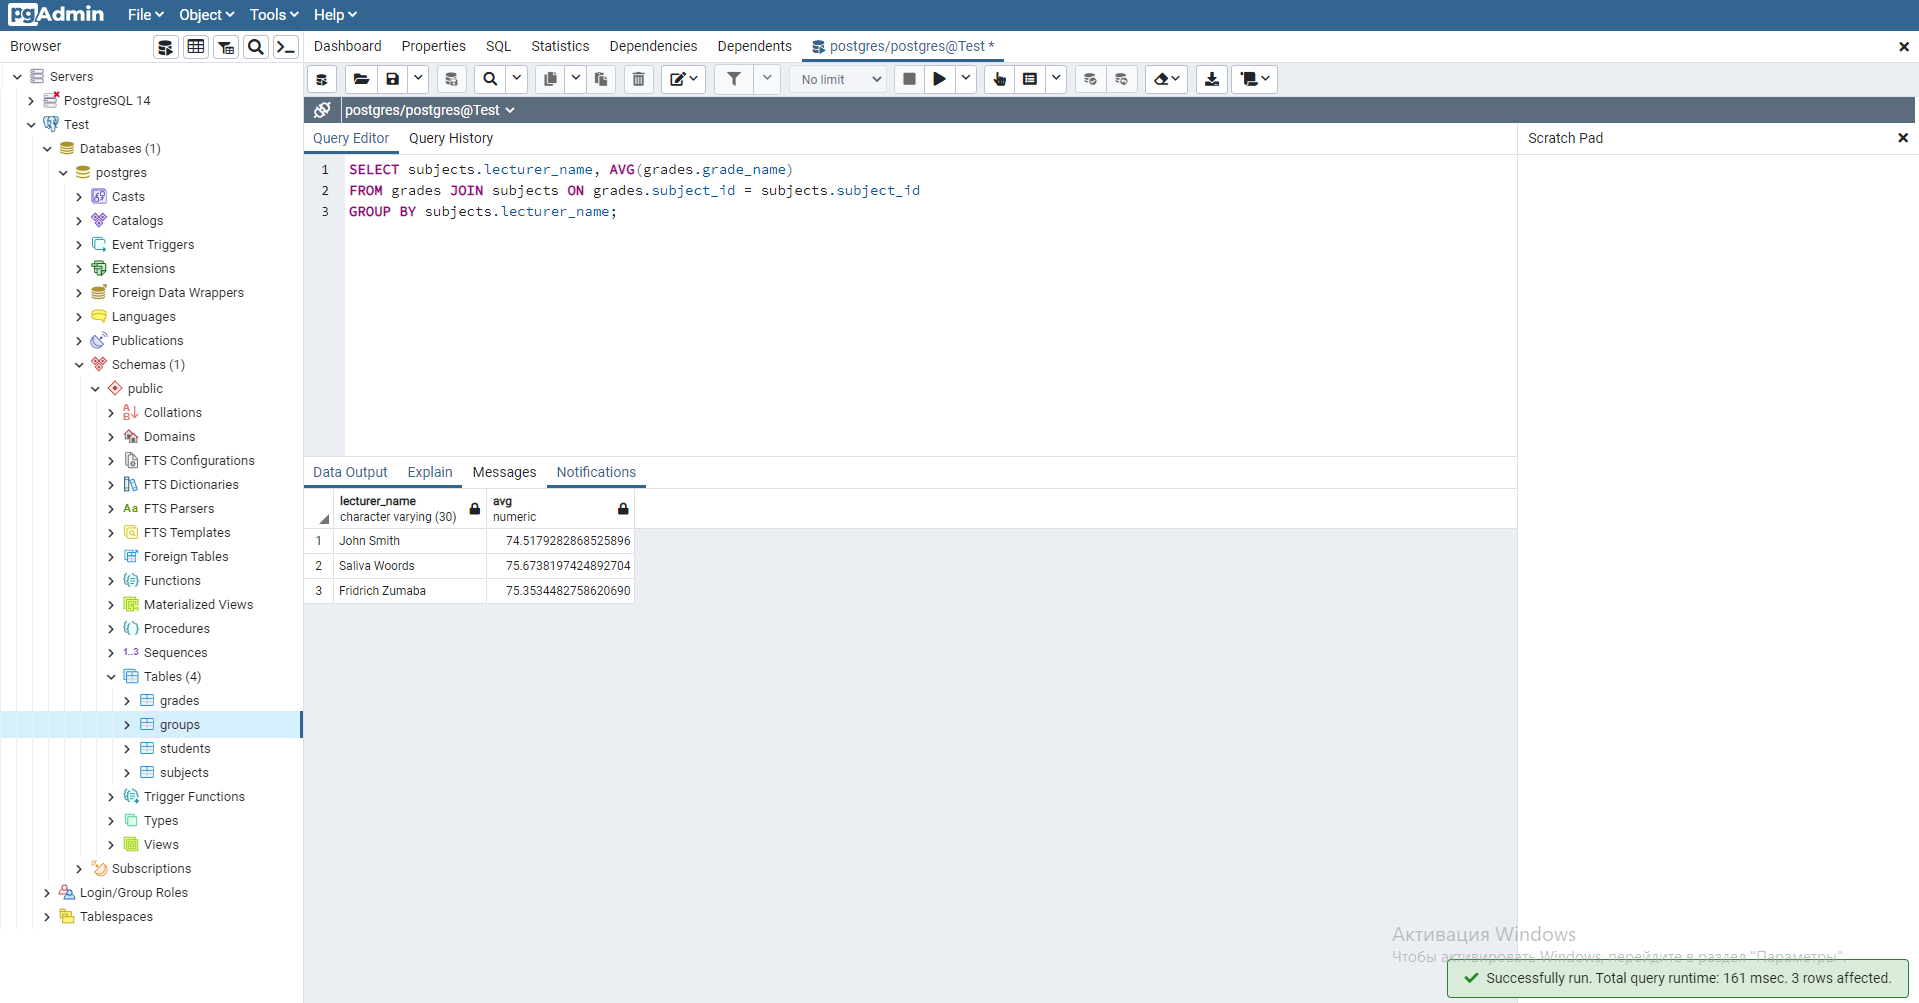 pgAdmin File Object Tools Help
Browser
Dashboard Properties SQL Statistics Dependencies Dependents postgres/postgres@Test *
No limit
postgres/postgres@Test
Query Editor Query History
Scratch Pad
1 SELECT subjects.lecturer_name, AVG(grades.grade_name)
2 FROM grades JOIN subjects ON grades.subject_id = subjects.subject_id
3 GROUP BY subjects.lecturer_name;
Data Output Explain Messages Notifications
lecturer_name avg
character varying (30) numeric
1 John Smith 74.5179282868525896
2 Saliva Woords 75.6738197424892704
3 Fridrich Zumaba 75.3534482758620690
Servers
PostgreSQL 14
Test
Databases (1)
postgres
Casts
Catalogs
Event Triggers
Extensions
Foreign Data Wrappers
Languages
Publications
Schemas (1)
public
Collations
Domains
FTS Configurations
FTS Dictionaries
Aa FTS Parsers
FTS Templates
Foreign Tables
Functions
Materialized Views
Procedures
1..3 Sequences
Tables (4)
grades
groups
students
subjects
Trigger Functions
Types
Views
Subscriptions
Login/Group Roles
Tablespaces
Активация Windows
Чтобы активировать Windows, перейдите в раздел "Параметры".
Successfully run. Total query runtime: 161 msec. 3 rows affected.